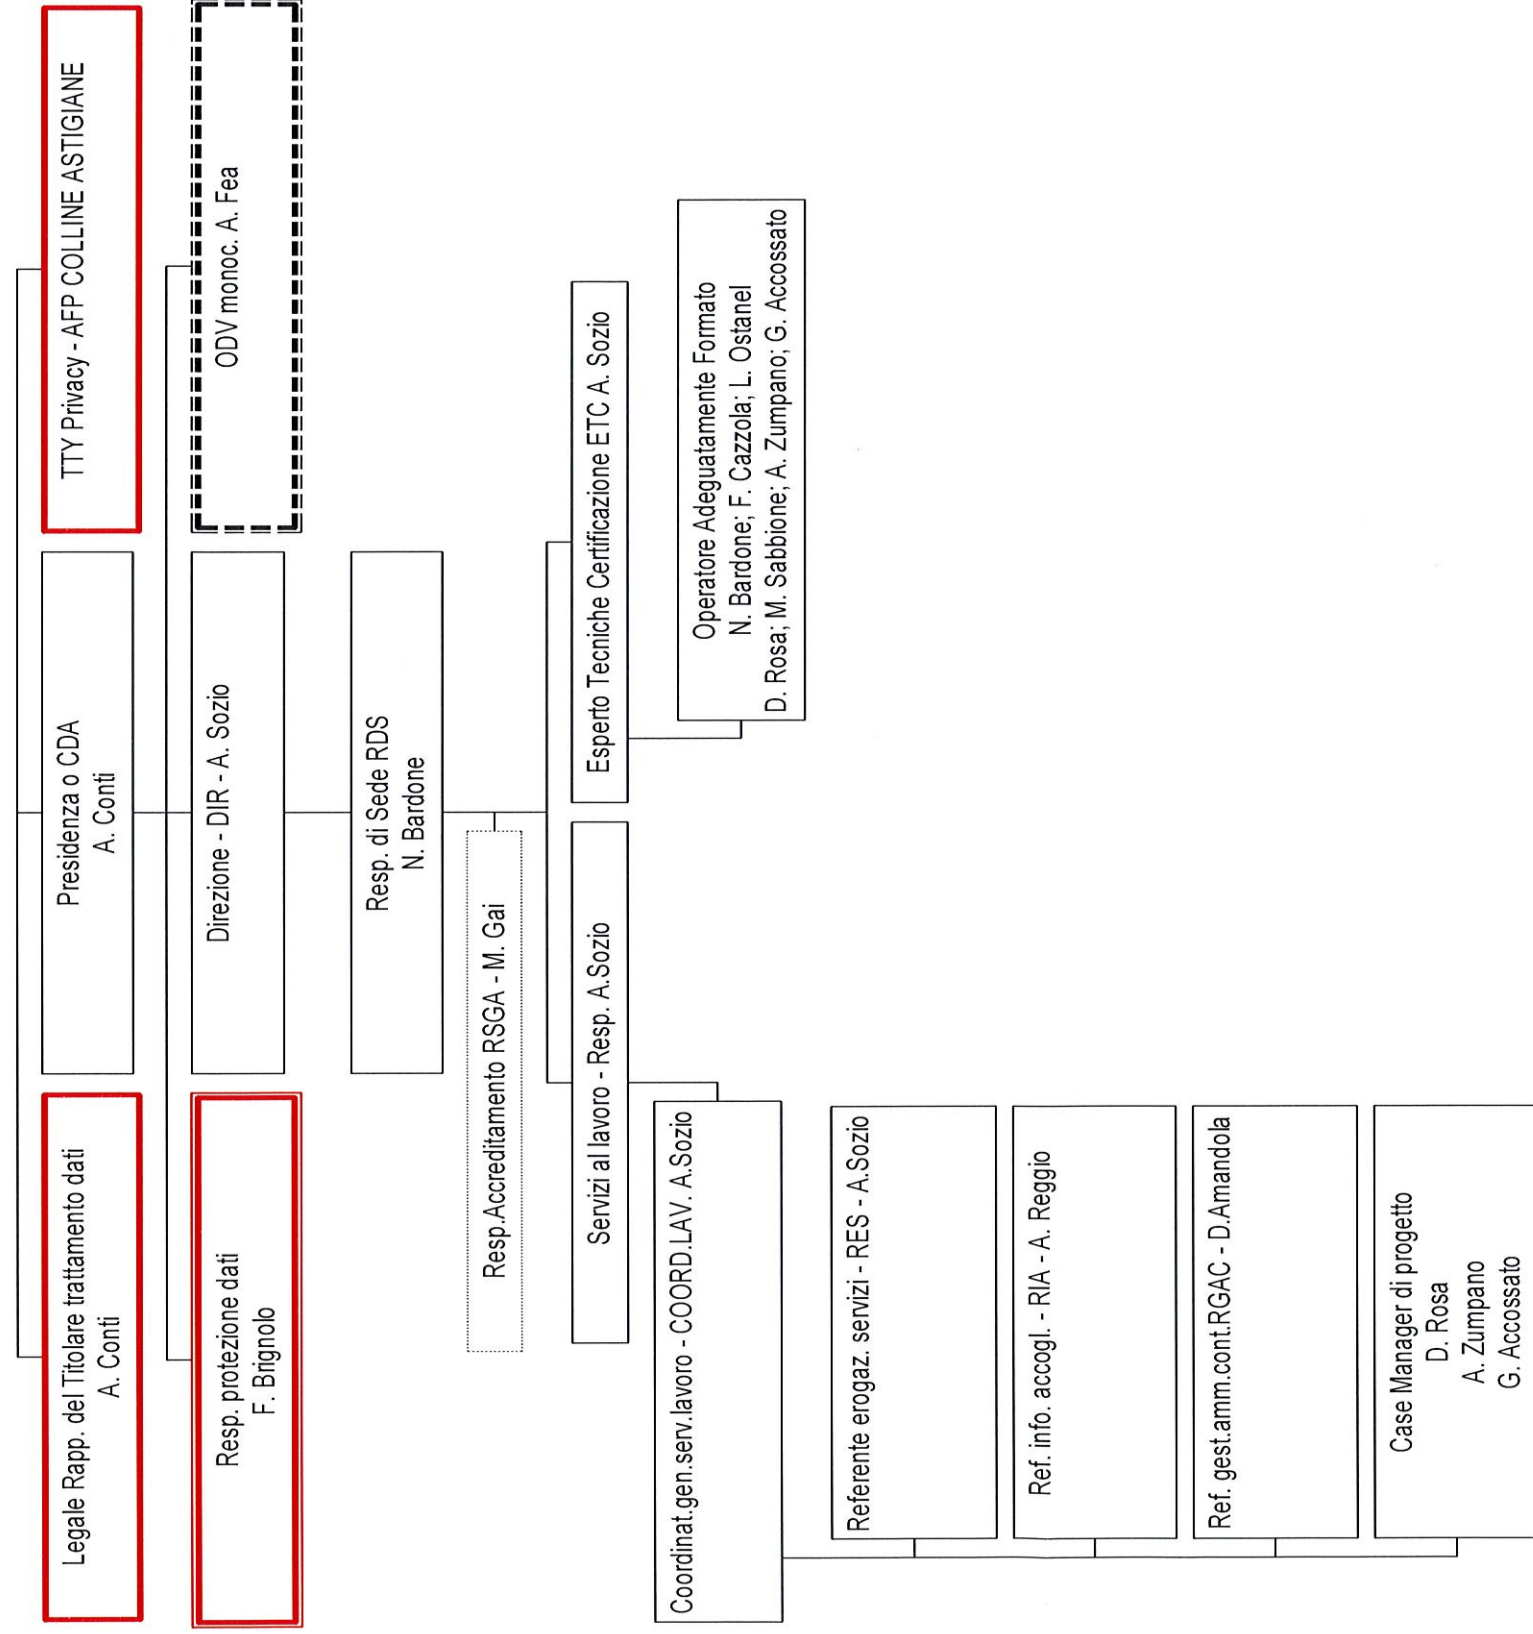 Legale Rapp. del Titolare trattamento dati
A. Conti
Presidenza o CDA
A. Conti
TTY Privacy - AFP COLLINE ASTIGIANE
Resp. protezione dati
F. Brignolo
Direzione - DIR - A. Sozio
ODV monoc. A. Fea
Resp. di Sede RDS
N. Bardone
Resp.Accreditamento RSGA - M. Gai
Servizi al lavoro - Resp. A.Sozio
Esperto Tecniche Certificazione ETC A. Sozio
Coordinat.gen.serv.lavoro - COORD.LAV. A.Sozio
Operatore Adeguatamente Formato
N. Bardone; F. Cazzola; L. Ostanel
D. Rosa; M. Sabbione; A. Zumpano; G. Accossato
Referente erogaz. servizi - RES - A.Sozio
Ref. info. accogl. - RIA - A. Reggio
Ref. gest.amm.cont.RGAC - D.Amandola
Case Manager di progetto
D. Rosa
A. Zumpano
G. Accossato